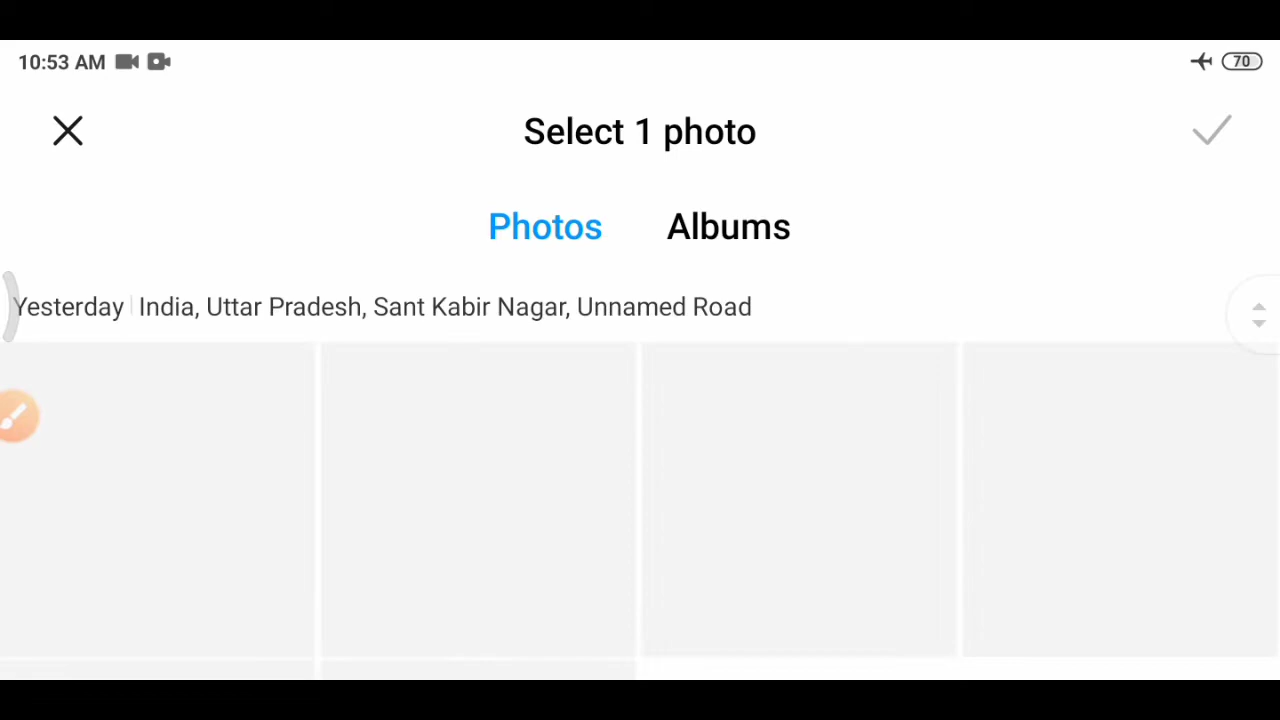 10:53 AM 70
Select 1 photo
Photos Albums
Yesterday India, Uttar Pradesh, Sant Kabir Nagar, Unnamed Road